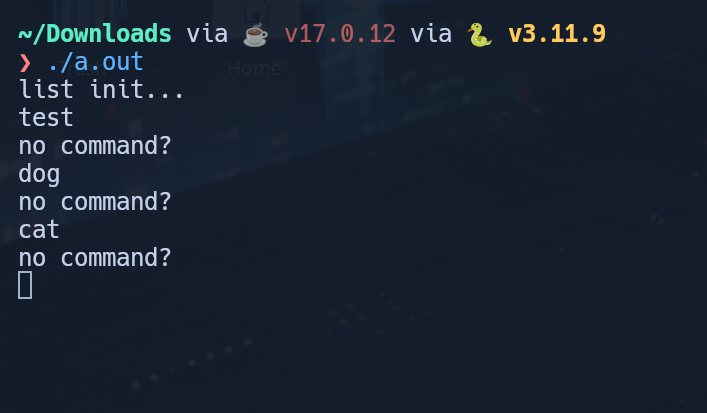 ~/Downloads via ☕ v17.0.12 via 🐍 v3.11.9
❯ ./a.out
list init...
test
no command?
dog
no command?
cat
no command?
Home